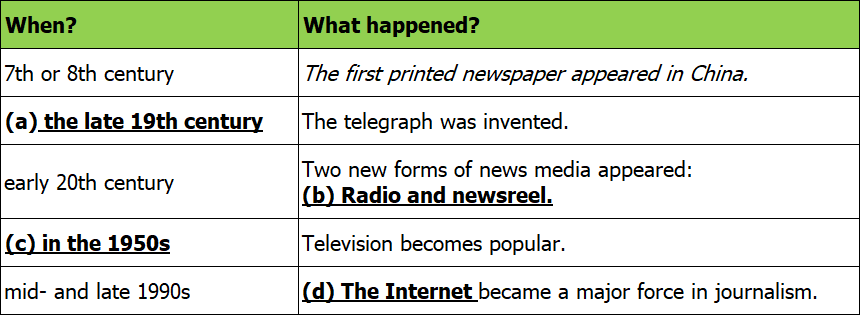 When?
What happened?
7th or 8th century
The first printed newspaper appeared in China.
(a) the late 19th century
The telegraph was invented.
early 20th century
Two new forms of news media appeared:
(b) Radio and newsreel.
(c) in the 1950s
Television becomes popular.
mid- and late 1990s
(d) The Internet became a major force in journalism.